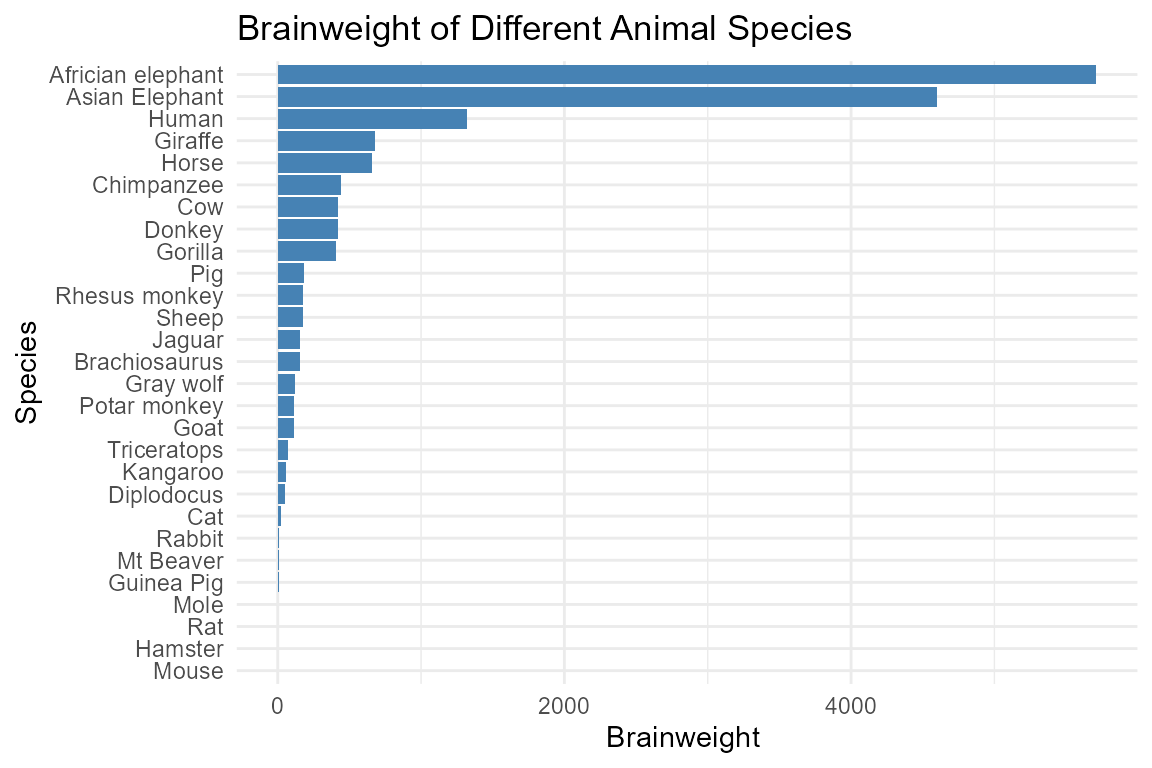 Brainweight of Different Animal Species
Africian elephant
Asian Elephant
Human
Giraffe
Horse
Chimpanzee
Cow
Donkey
Gorilla
Pig
Rhesus monkey
Sheep
Jaguar
Brachiosaurus
Gray wolf
Potar monkey
Goat
Triceratops
Kangaroo
Diplodocus
Cat
Rabbit
Mt Beaver
Guinea Pig
Mole
Rat
Hamster
Mouse
Species
0 2000 4000
Brainweight